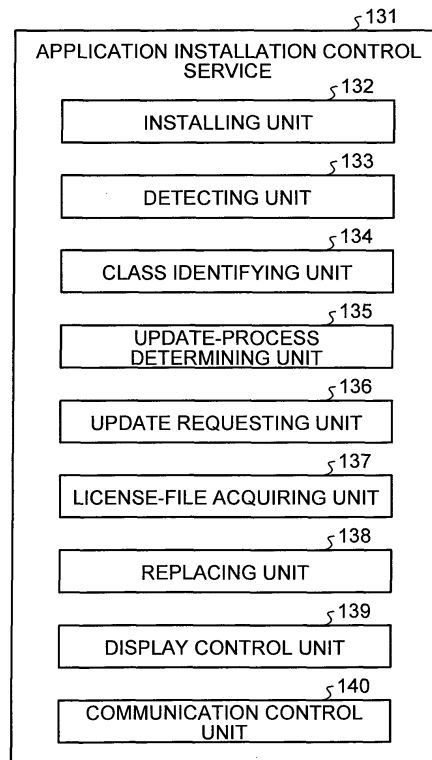 131
APPLICATION INSTALLATION CONTROL
SERVICE
132
INSTALLING UNIT
133
DETECTING UNIT
134
CLASS IDENTIFYING UNIT
135
UPDATE-PROCESS
DETERMINING UNIT
136
UPDATE REQUESTING UNIT
137
LICENSE-FILE ACQUIRING UNIT
138
REPLACING UNIT
139
DISPLAY CONTROL UNIT
140
COMMUNICATION CONTROL
UNIT